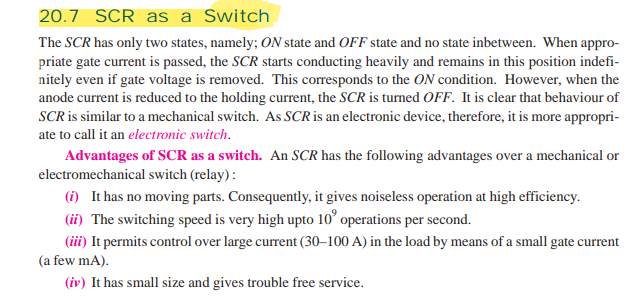 20.7 SCR as a Switch
The SCR has only two states, namely; ON state and OFF state and no state inbetween. When appro-
priate gate current is passed, the SCR starts conducting heavily and remains in this position indefi-
nitely even if gate voltage is removed. This corresponds to the ON condition. However, when the
anode current is reduced to the holding current, the SCR is turned OFF. It is clear that behaviour of
SCR is similar to a mechanical switch. As SCR is an electronic device, therefore, it is more appropri-
ate to call it an electronic switch.
Advantages of SCR as a switch. An SCR has the following advantages over a mechanical or
electromechanical switch (relay) :
(i) It has no moving parts. Consequently, it gives noiseless operation at high efficiency.
(ii) The switching speed is very high upto 10⁹ operations per second.
(iii) It permits control over large current (30–100 A) in the load by means of a small gate current
(a few mA).
(iv) It has small size and gives trouble free service.